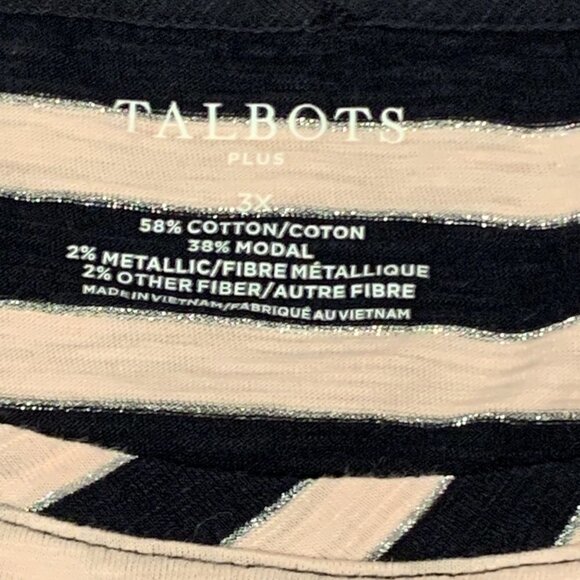 TALBOTS
PLUS
3X
58% COTTON/COTON
38% MODAL
2% METALLIC/FIBRE MÉTALLIQUE
2% OTHER FIBER/AUTRE FIBRE
MADE IN VIETNAM/FABRIQUÉ AU VIETNAM